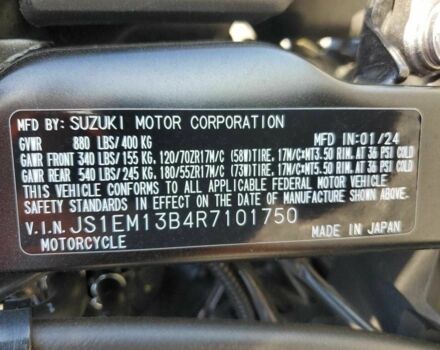 MFD BY: SUZUKI MOTOR CORPORATION
GVWR 880 LBS/400 KG MFD IN:01/24
GAWR FRONT 340 LBS/155 KG, 120/70ZR17M/C (58W)TIRE, 17M/C×MT3.50 RIM, AT 36 PSI COLD
GAWR REAR 540 LBS/245 KG, 180/55ZR17M/C (73W)TIRE, 17M/C×MT5.50 RIM, AT 36 PSI COLD
THIS VEHICLE CONFORMS TO ALL APPLICABLE FEDERAL MOTOR VEHICLE
SAFETY STANDARDS IN EFFECT ON THE DATE OF MANUFACTURE SHOWN ABOVE.
V.I.N. JS1EM13B4R7101750
MOTORCYCLE MADE IN JAPAN